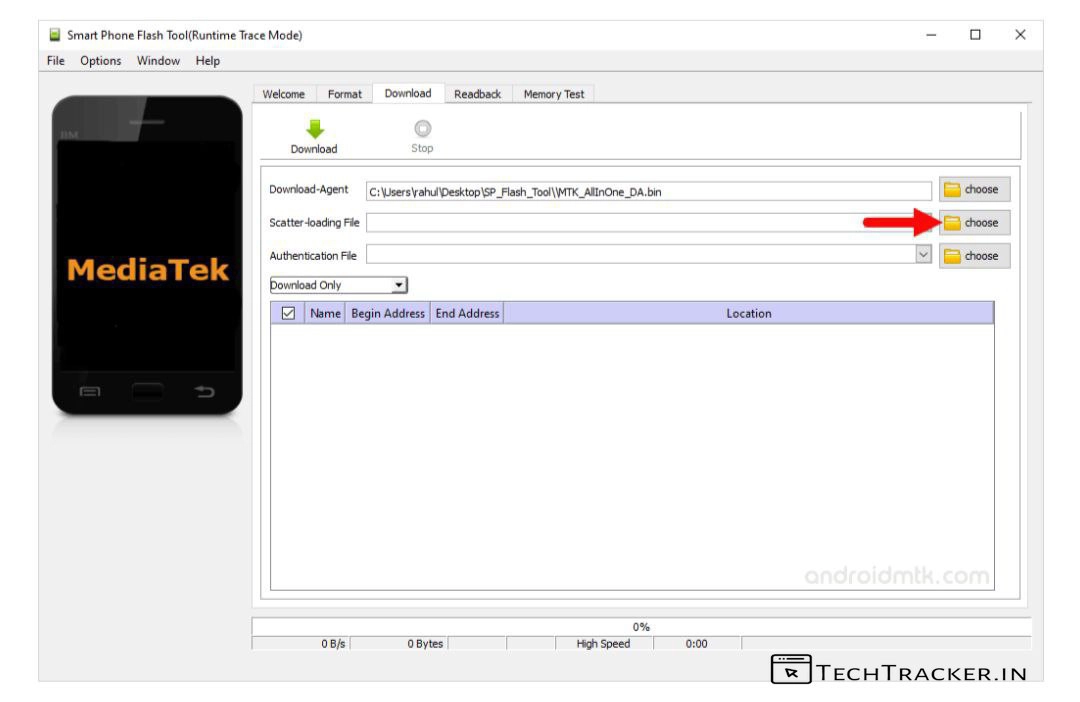 Smart Phone Flash Tool(Runtime Trace Mode)
File Options Window Help
Welcome Format Download Readback Memory Test
BM
Download Stop
Download-Agent C:\Users\rahul\Desktop\SP_Flash_Tool\\MTK_AllInOne_DA.bin choose
Scatter-loading File choose
Authentication File choose
MediaTek
Download Only
Name Begin Address End Address Location
androidmtk.com
0%
0 B/s 0 Bytes High Speed 0:00
TECHTRACKER.IN